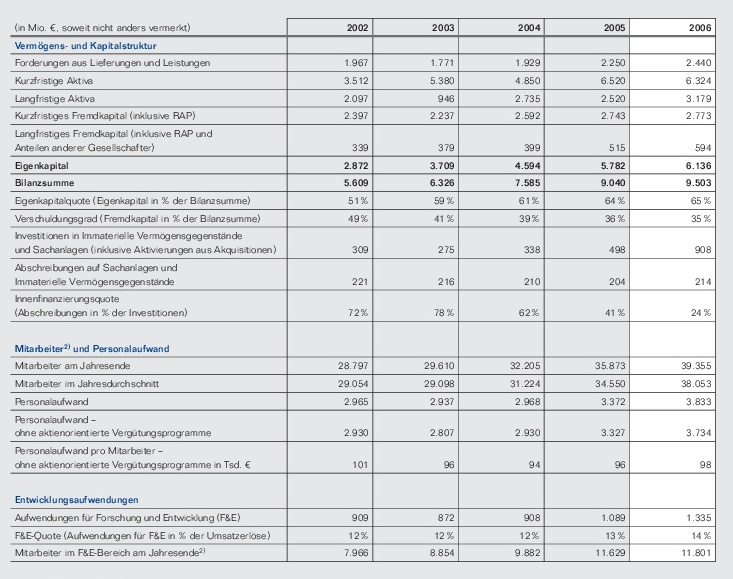 (in Mio. €, soweit nicht anders vermerkt) 2002 2003 2004 2005 2006
Vermögens- und Kapitalstruktur
Forderungen aus Lieferungen und Leistungen 1.967 1.771 1.929 2.250 2.440
Kurzfristige Aktiva 3.512 5.380 4.850 6.520 6.324
Langfristige Aktiva 2.097 946 2.735 2.520 3.179
Kurzfristiges Fremdkapital (inklusive RAP) 2.397 2.237 2.592 2.743 2.773
Langfristiges Fremdkapital (inklusive RAP und
Anteilen anderer Gesellschafter) 339 379 399 515 594
Eigenkapital 2.872 3.709 4.594 5.782 6.136
Bilanzsumme 5.609 6.326 7.585 9.040 9.503
Eigenkapitalquote (Eigenkapital in % der Bilanzsumme) 51 % 59 % 61 % 64 % 65 %
Verschuldungsgrad (Fremdkapital in % der Bilanzsumme) 49 % 41 % 39 % 36 % 35 %
Investitionen in Immaterielle Vermögensgegenstände
und Sachanlagen (inklusive Aktivierungen aus Akquisitionen) 309 275 338 498 908
Abschreibungen auf Sachanlagen und
Immaterielle Vermögensgegenstände 221 216 210 204 214
Innenfinanzierungsquote
(Abschreibungen in % der Investitionen) 72 % 78 % 62 % 41 % 24 %
Mitarbeiter2) und Personalaufwand
Mitarbeiter am Jahresende 28.797 29.610 32.205 35.873 39.355
Mitarbeiter im Jahresdurchschnitt 29.054 29.098 31.224 34.550 38.053
Personalaufwand 2.965 2.937 2.968 3.372 3.833
Personalaufwand –
ohne aktienorientierte Vergütungsprogramme 2.930 2.807 2.930 3.327 3.734
Personalaufwand pro Mitarbeiter –
ohne aktienorientierte Vergütungsprogramme in Tsd. € 101 96 94 96 98
Entwicklungsaufwendungen
Aufwendungen für Forschung und Entwicklung (F&E) 909 872 908 1.089 1.335
F&E-Quote (Aufwendungen für F&E in % der Umsatzerlöse) 12 % 12 % 12 % 13 % 14 %
Mitarbeiter im F&E-Bereich am Jahresende2) 7.966 8.854 9.882 11.629 11.801